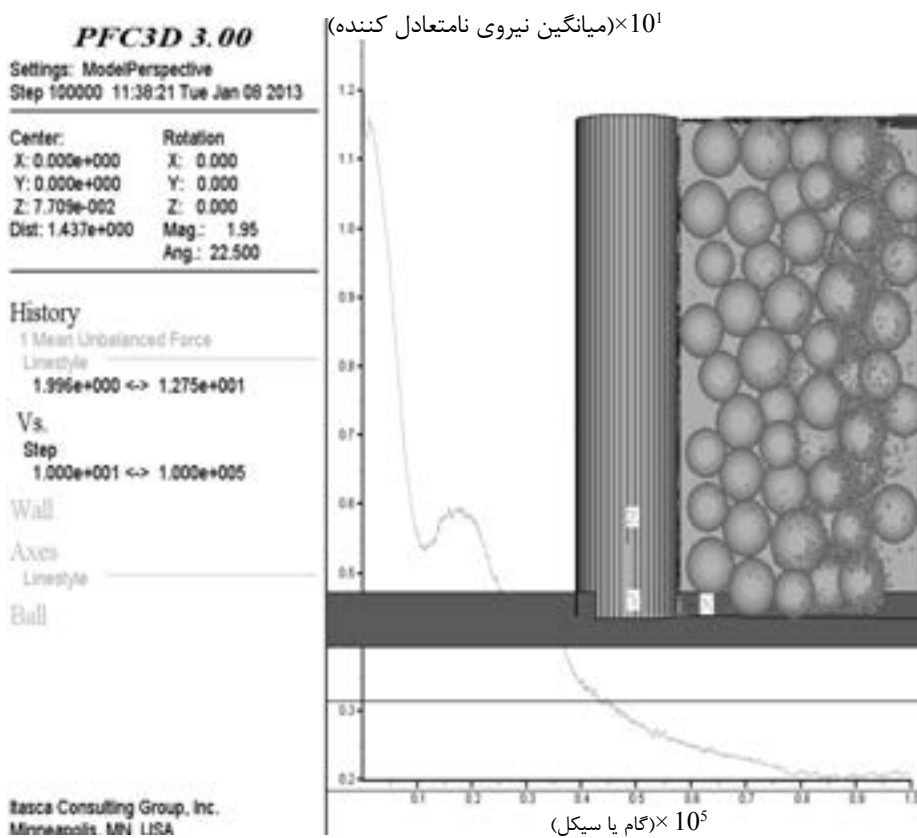 PFC3D 3.00
Settings: ModelPerspective
Step 100000 11:38:21 Tue Jan 08 2013
Center:
X: 0.000e+000
Y: 0.000e+000
Z: 7.709e-002
Dist: 1.437e+000
Rotation
X: 0.000
Y: 0.000
Z: 0.000
Mag.: 1.95
Ang.: 22.500
History
1 Mean Unbalanced Force
Linestyle
1.996e+000 <-> 1.275e+001
Vs.
Step
1.000e+001 <-> 1.000e+005
Wall
Axes
Linestyle
Ball
Itasca Consulting Group, Inc.
Minneapolis, MN USA
(میانگین نیروی نامتعادل کننده)×10¹
1.2
1.1
1.0
0.9
0.8
0.7
0.6
0.5
0.3
0.2
0.1 0.2 0.3 0.4 0.5 0.6 0.7 0.8 0.9 1.0
(گام یا سیکل)× 10⁵